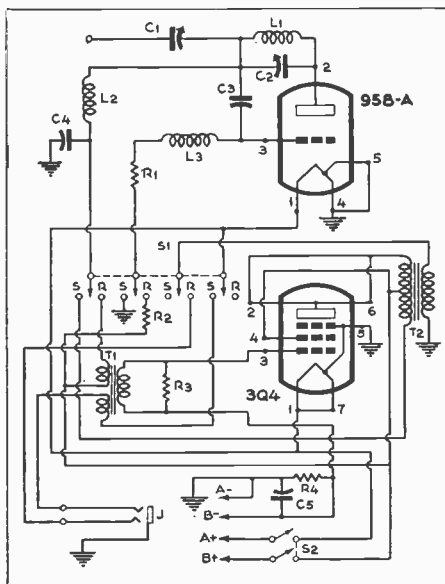 C1
L1
2
C2
958-A
L2
C3
C4
L3
3
5
R1
1
4
S1
S R S R S R S R
R2
2
6
T2
4
5
T1
3
R3
3Q4
1
7
A-
R4
B-
C5
J
A+
S2
B+